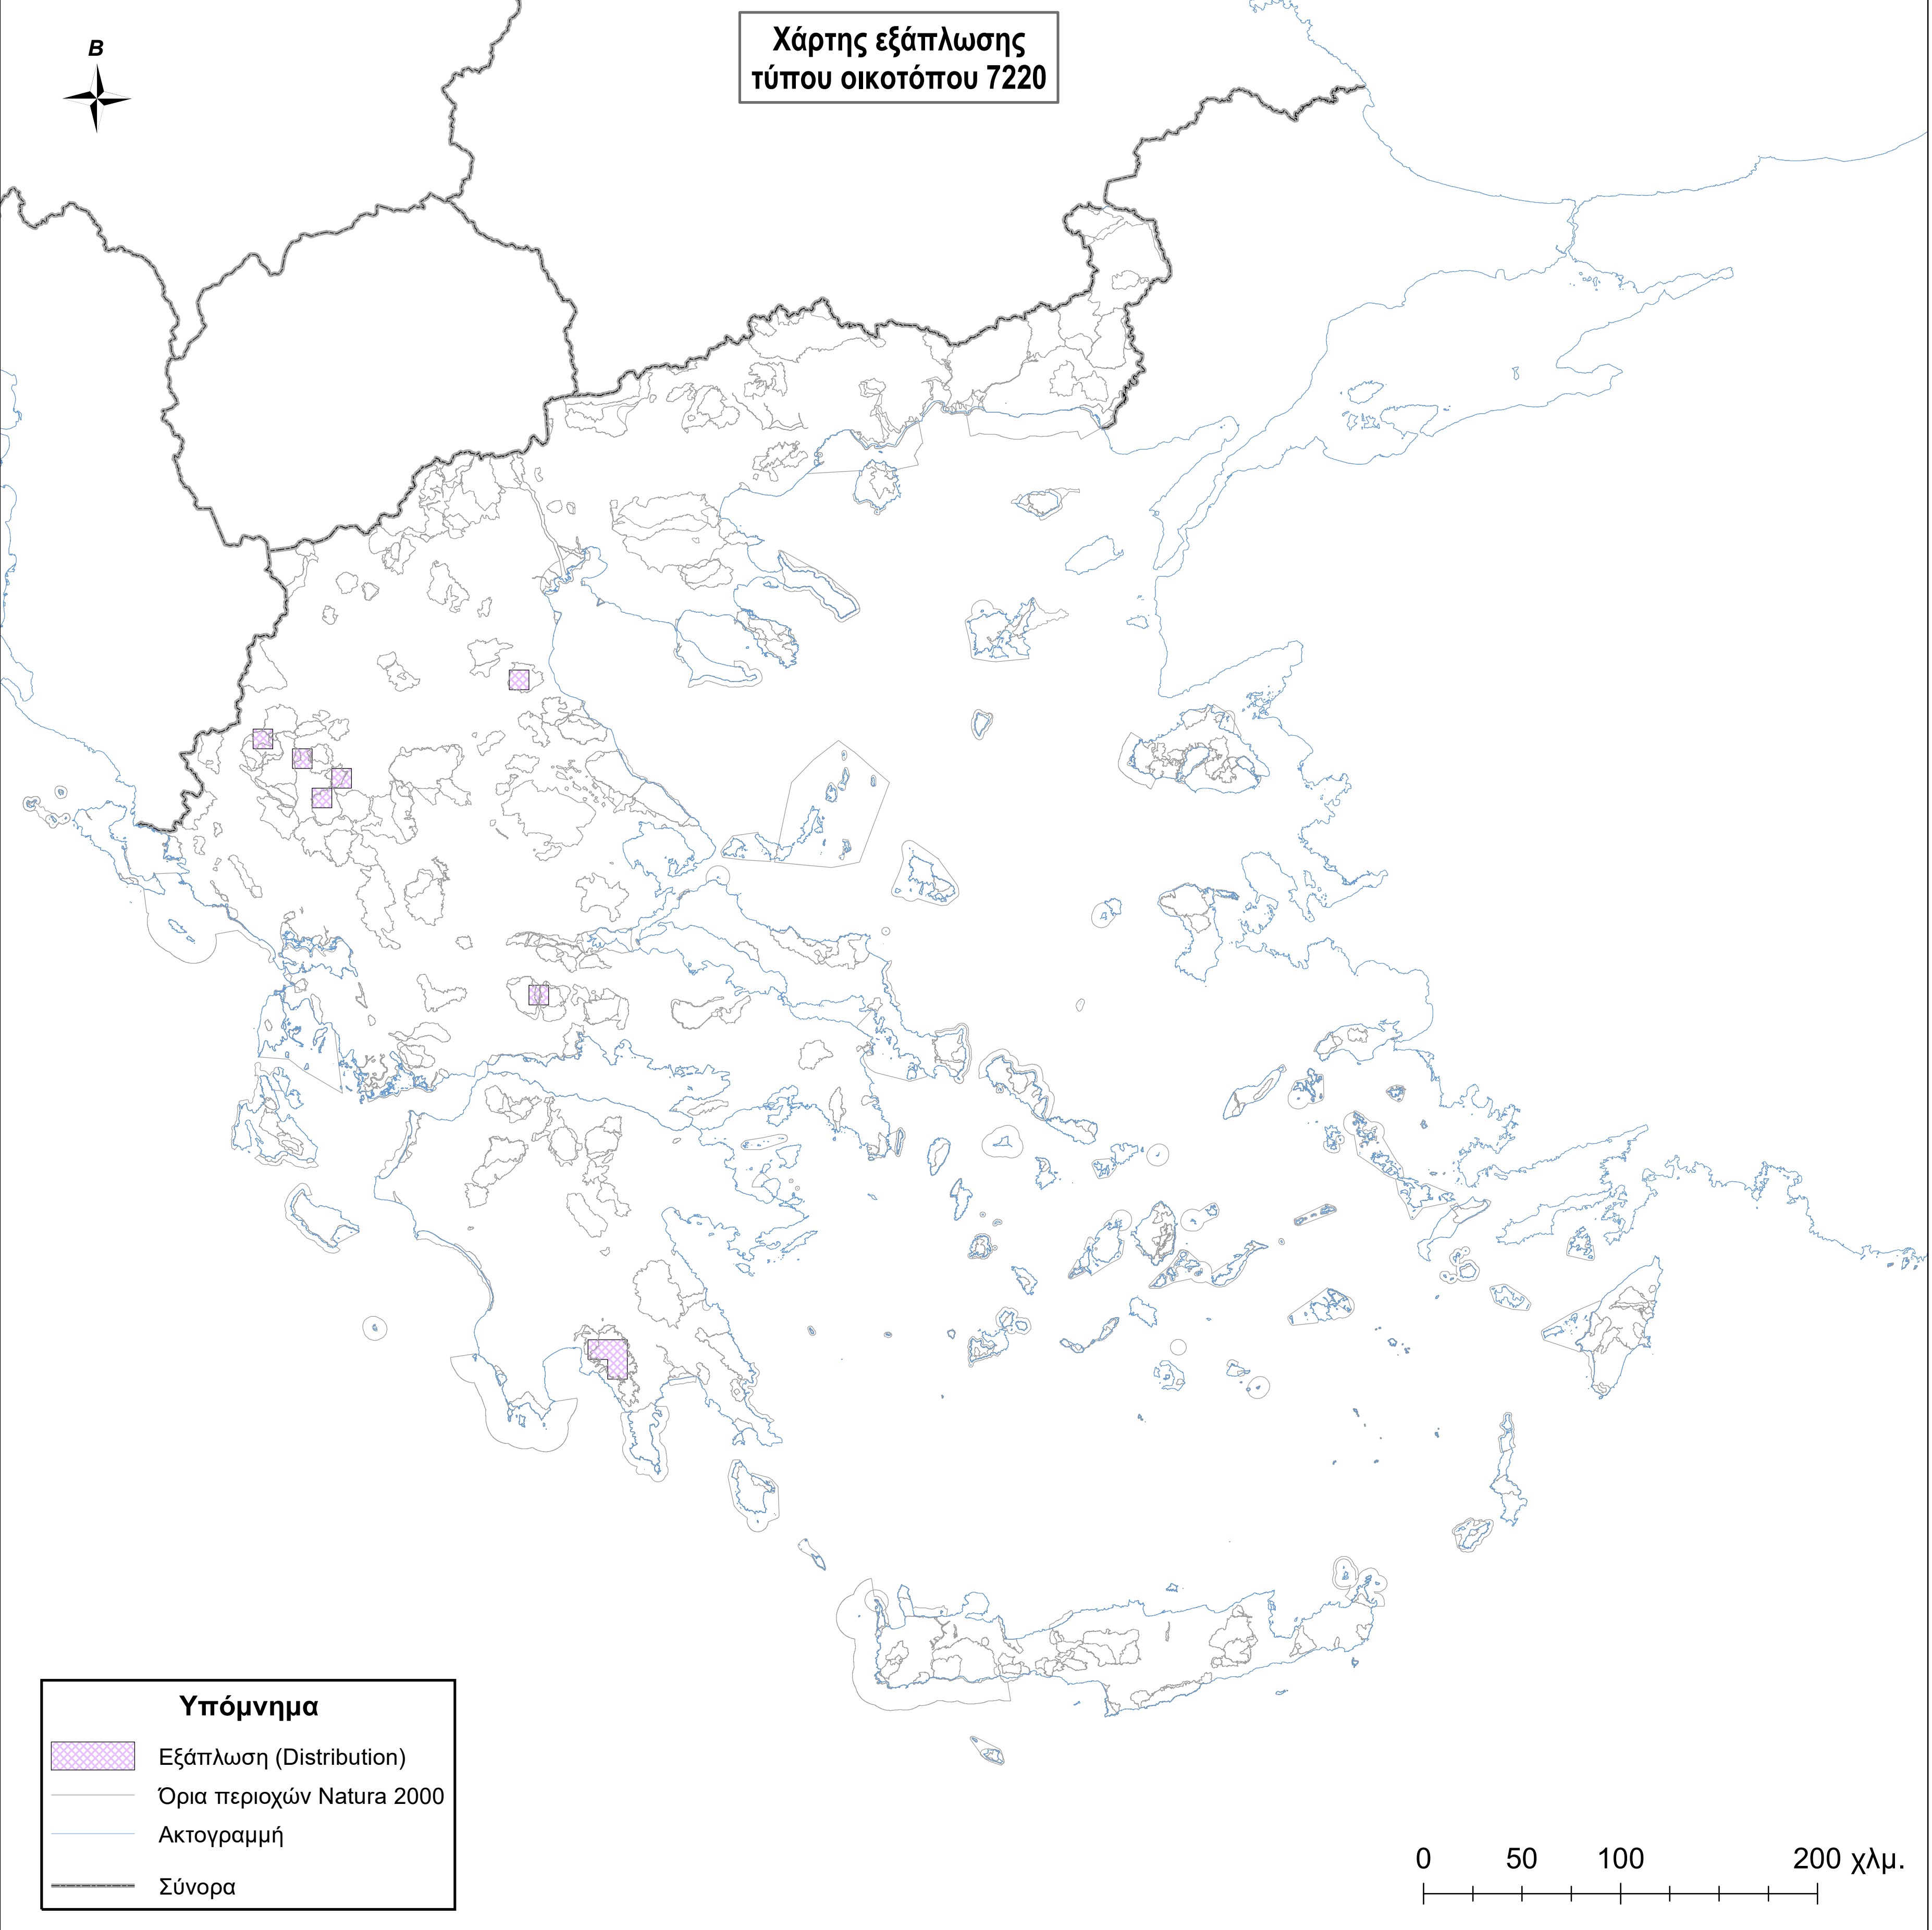 Χάρτης εξάπλωσης
τύπου οικοτόπου 7220
Β
Υπόμνημα
Εξάπλωση (Distribution)
Όρια περιοχών Natura 2000
Ακτογραμμή
Σύνορα
0 50 100 200 χλμ.